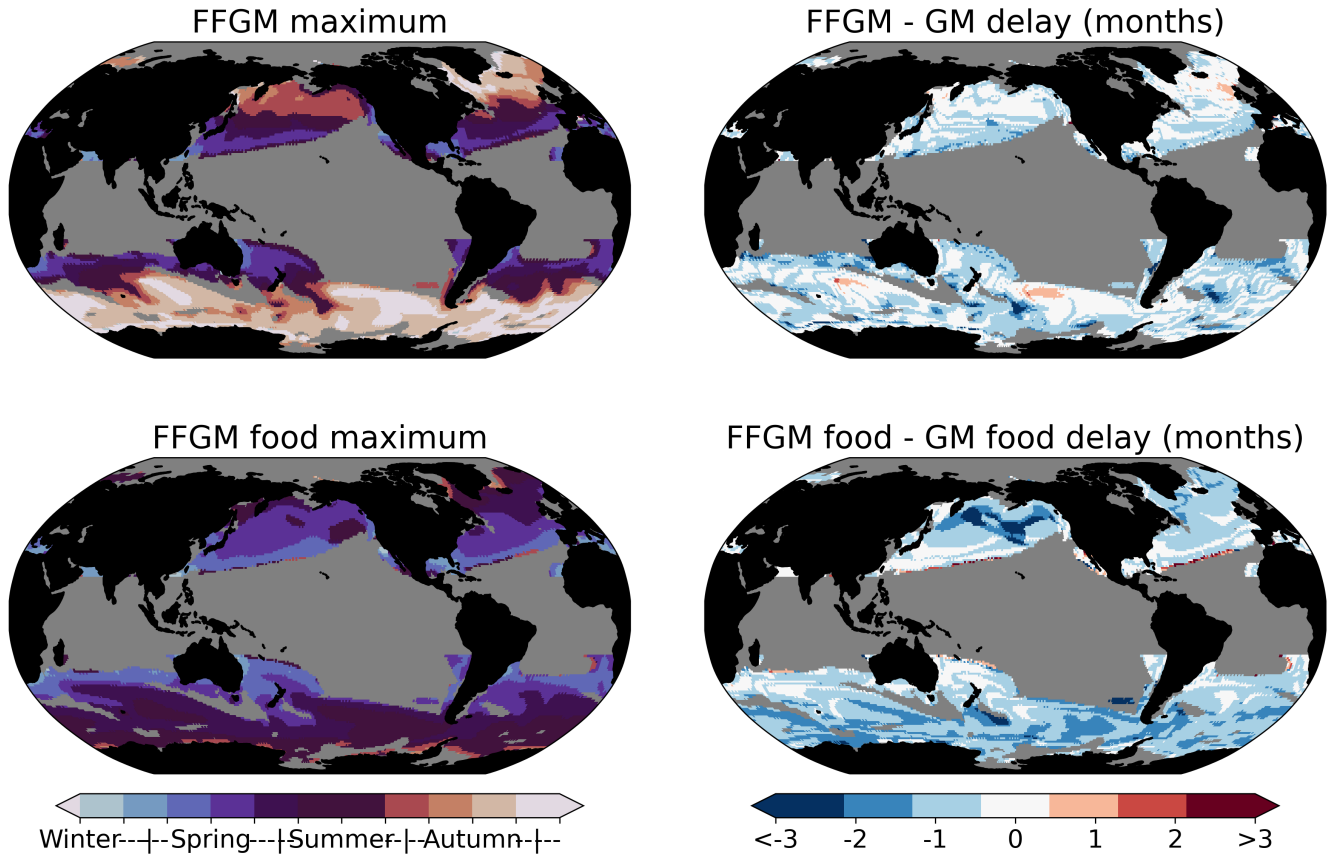 FFGM maximum
FFGM - GM delay (months)
FFGM food maximum
FFGM food - GM food delay (months)
Winter---|--Spring---|--Summer--|--Autumn--|--
<-3 -2 -1 0 1 2 >3